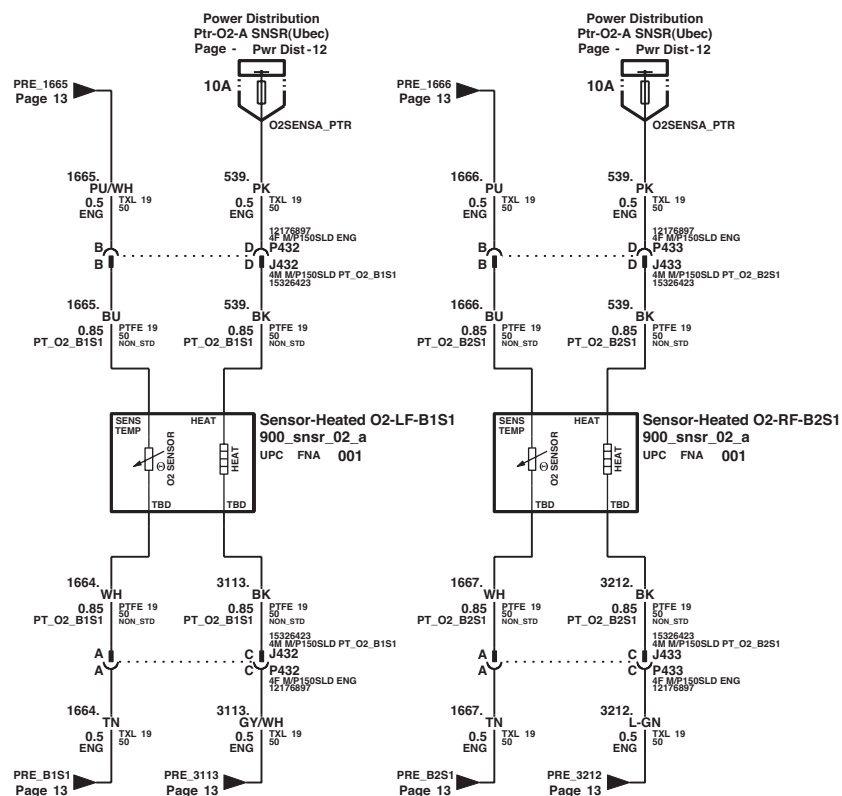 Power Distribution
Ptr-O2-A SNSR(Ubec)
Page - Pwr Dist-12
PRE_1665
Page 13
10A
O2SENSA_PTR
1665.
PU/WH
0.5
ENG
TXL 19
50
539.
PK
0.5
ENG
TXL 19
50
12176897
4F M/P150SLD ENG
B
D P432
B
D J432
4M M/P150SLD PT_O2_B1S1
15326423
1665.
BU
0.85
PT_O2_B1S1
PTFE 19
50
NON_STD
539.
BK
0.85
PT_O2_B1S1
PTFE 19
50
NON_STD
SENS
TEMP
HEAT
O2 SENSOR
Θ
HEAT
TBD
TBD
Sensor-Heated O2-LF-B1S1
900_snsr_02_a
UPC FNA 001
1664.
WH
0.85
PT_O2_B1S1
PTFE 19
50
NON_STD
3113.
BK
0.85
PT_O2_B1S1
PTFE 19
50
NON_STD
15326423
4M M/P150SLD PT_O2_B1S1
A
C J432
A
C P432
4F M/P150SLD ENG
12176897
1664.
TN
0.5
ENG
TXL 19
50
3113.
GY/WH
0.5
ENG
TXL 19
50
PRE_B1S1
Page 13
PRE_3113
Page 13
Power Distribution
Ptr-O2-A SNSR(Ubec)
Page - Pwr Dist-12
PRE_1666
Page 13
10A
O2SENSA_PTR
1666.
PU
0.5
ENG
TXL 19
50
539.
PK
0.5
ENG
TXL 19
50
12176897
4F M/P150SLD ENG
B
D P433
B
D J433
4M M/P150SLD PT_O2_B2S1
15326423
1666.
BU
0.85
PT_O2_B2S1
PTFE 19
50
NON_STD
539.
BK
0.85
PT_O2_B2S1
PTFE 19
50
NON_STD
SENS
TEMP
HEAT
O2 SENSOR
Θ
HEAT
TBD
TBD
Sensor-Heated O2-RF-B2S1
900_snsr_02_a
UPC FNA 001
1667.
WH
0.85
PT_O2_B2S1
PTFE 19
50
NON_STD
3212.
BK
0.85
PT_O2_B2S1
PTFE 19
50
NON_STD
15326423
4M M/P150SLD PT_O2_B2S1
A
C J433
A
C P433
4F M/P150SLD ENG
12176897
1667.
TN
0.5
ENG
TXL 19
50
3212.
L-GN
0.5
ENG
TXL 19
50
PRE_B2S1
Page 13
PRE_3212
Page 13